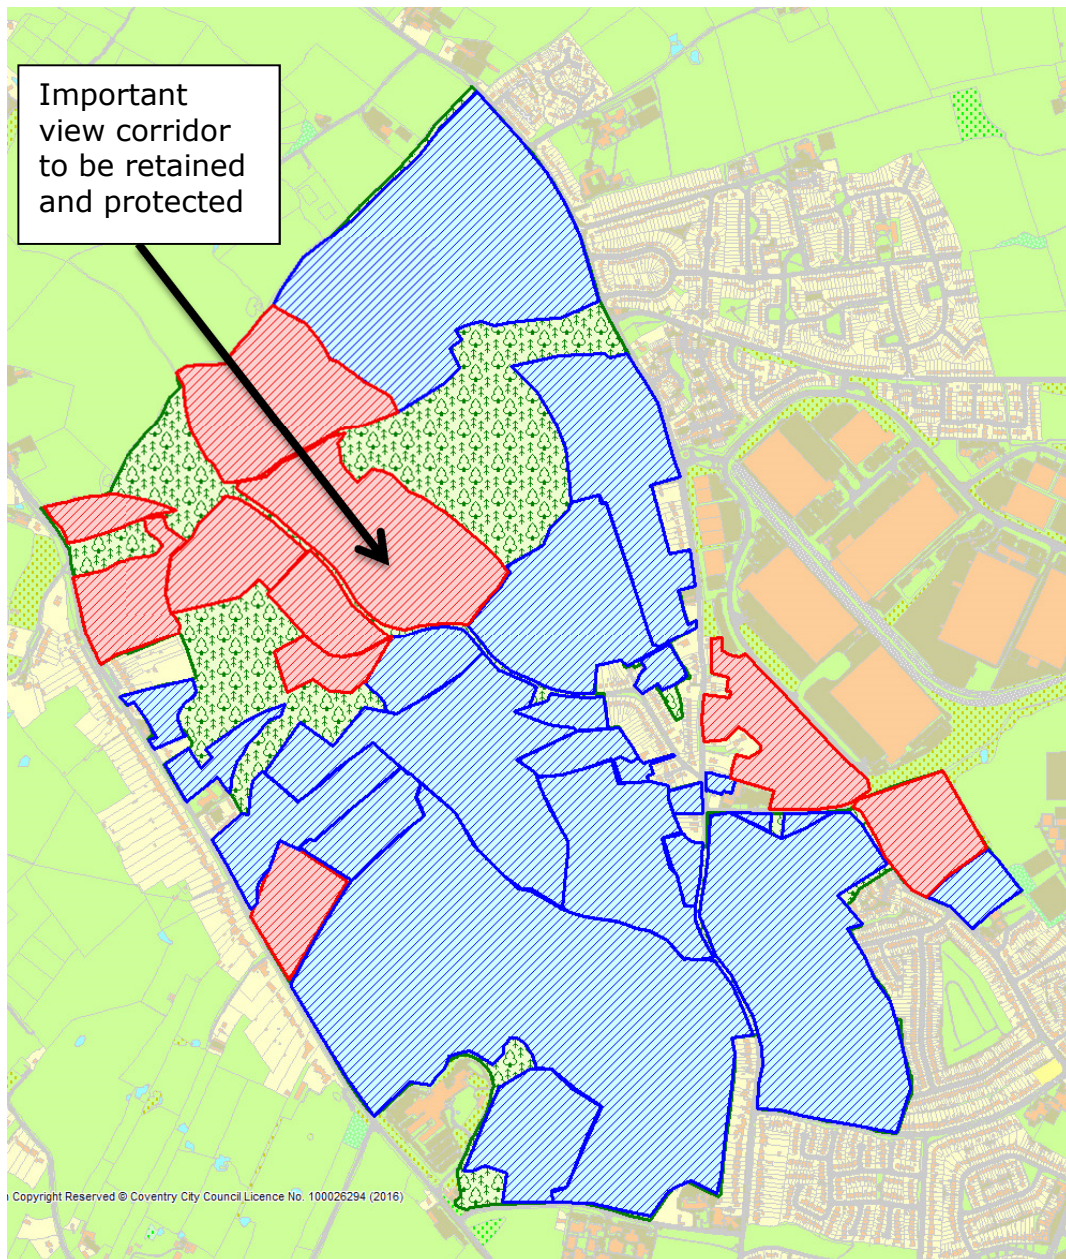 Important
view corridor
to be retained
and protected
Copyright Reserved © Coventry City Council Licence No. 100026294 (2016)